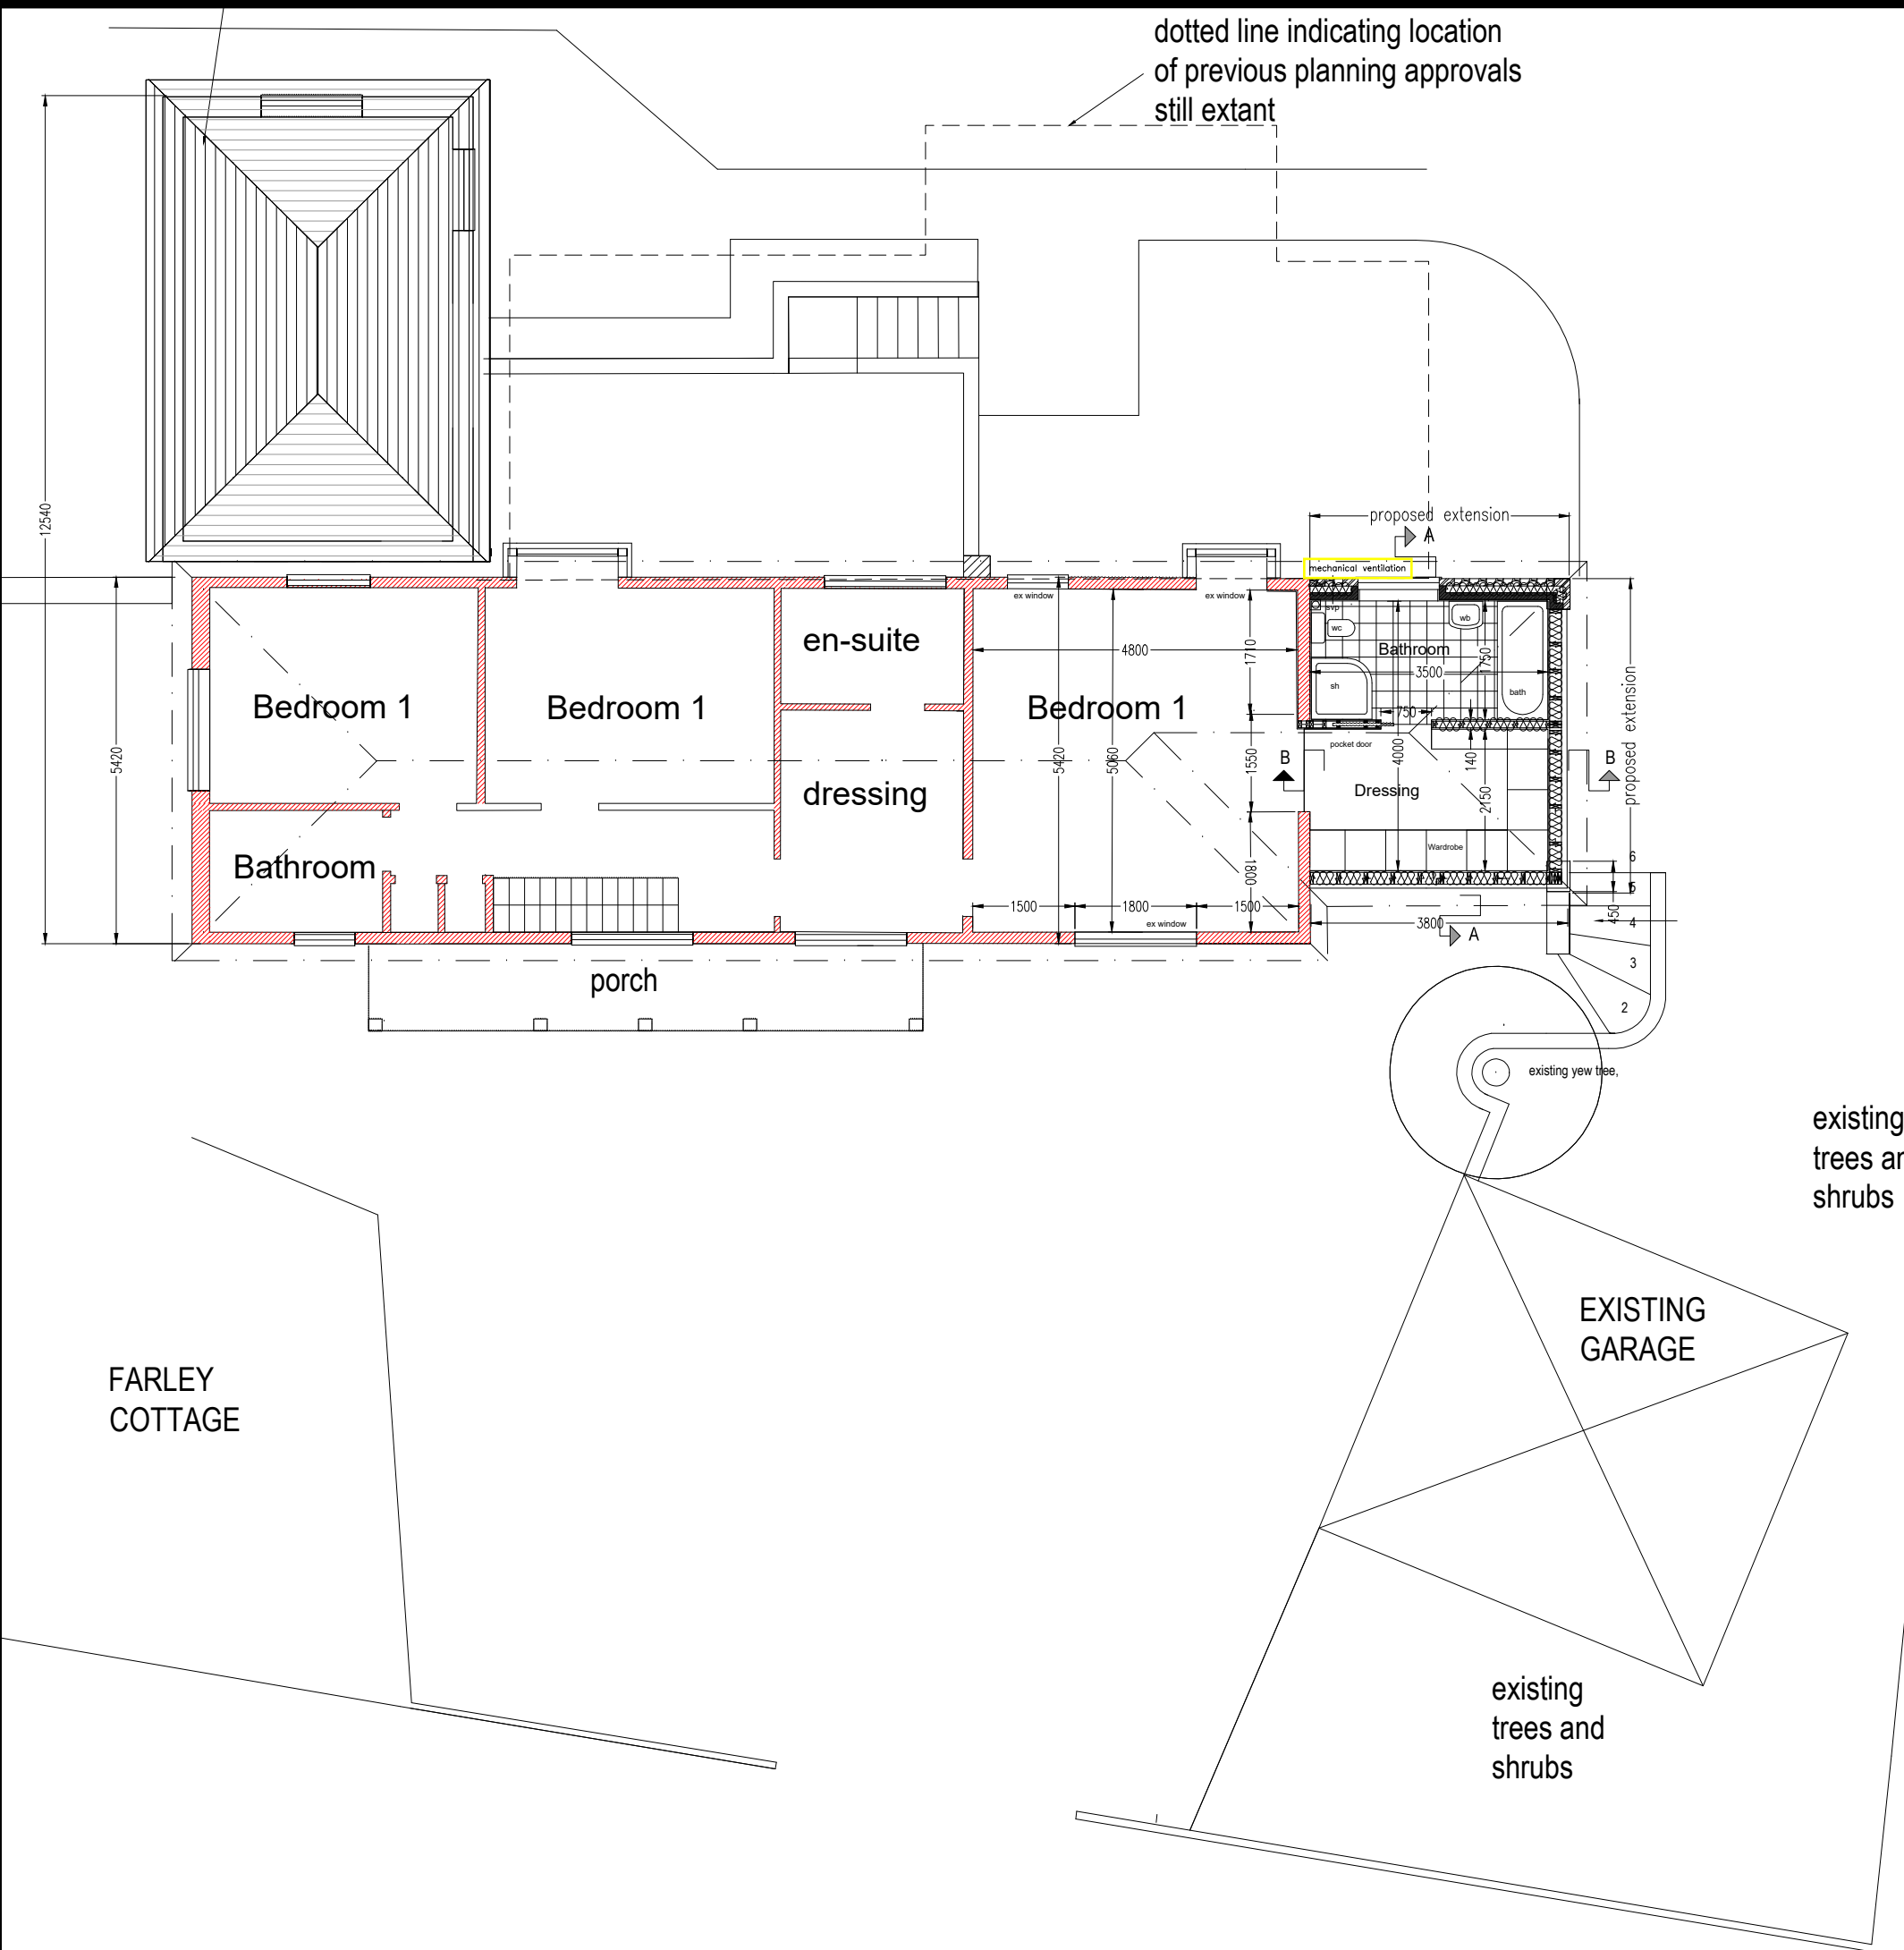 dotted line indicating location
of previous planning approvals
still extant
12540
proposed extension
A
mechanical ventilation
ex window
ex window
svp
wc
wb
en-suite
4800
1710
Bathroom
3500
1750
sh
bath
Bedroom 1
Bedroom 1
Bedroom 1
750
proposed extension
pocket door
5420
5420
5060
1550
B
4000
140
B
dressing
Dressing
2150
Bathroom
Wardrobe
1800
6
5
1500
1800
1500
450
ex window
3800
4
A
3
porch
2
existing yew tree,
existing
trees ar
shrubs
EXISTING
GARAGE
FARLEY
COTTAGE
existing
trees and
shrubs